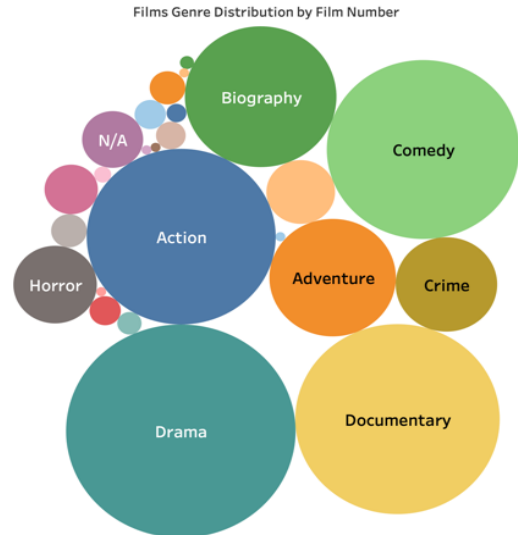 Films Genre Distribution by Film Number
Biography
Comedy
N/A
Action
Adventure
Crime
Horror
Documentary
Drama